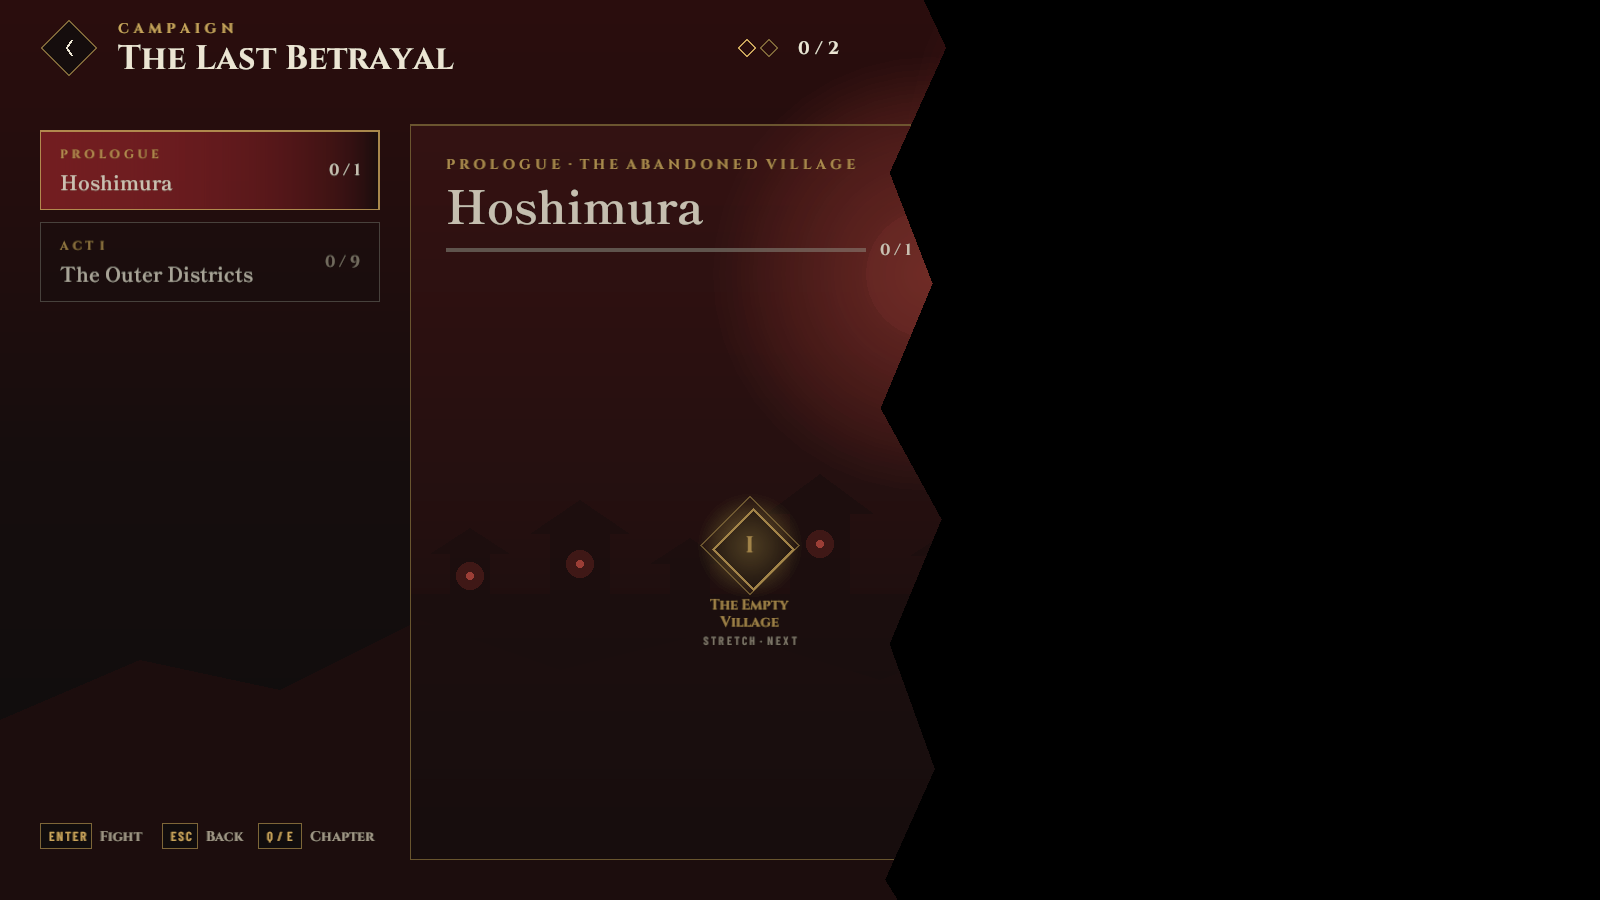 CAMPAIGN
THE LAST BETRAYAL
0 / 2
PROLOGUE
Hoshimura
0 / 1
ACT I
The Outer Districts
0 / 9
PROLOGUE · THE ABANDONED VILLAGE
Hoshimura
0 / 1
I
THE EMPTY
VILLAGE
STRETCH · NEXT
ENTER FIGHT ESC BACK Q / E CHAPTER